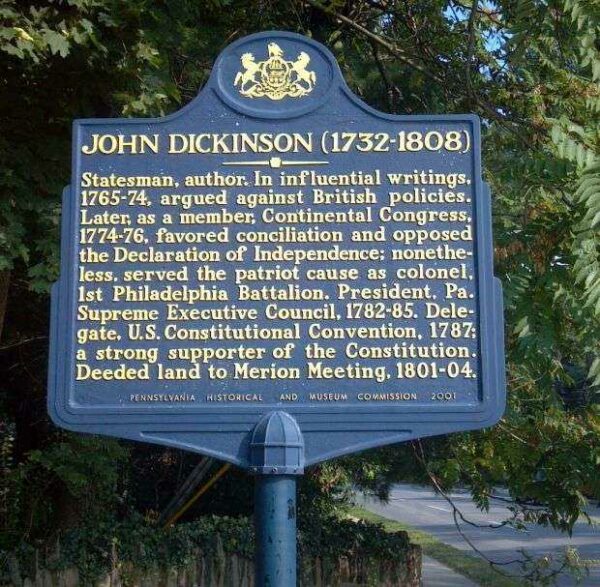 JOHN DICKINSON (1732-1808)
Statesman, author. In influential writings,
1765-74, argued against British policies.
Later, as a member, Continental Congress,
1774-76, favored conciliation and opposed
the Declaration of Independence; nonethe-
less, served the patriot cause as colonel,
1st Philadelphia Battalion. President, Pa.
Supreme Executive Council, 1782-85. Dele-
gate, U.S. Constitutional Convention, 1787;
a strong supporter of the Constitution.
Deeded land to Merion Meeting, 1801-04.
PENNSYLVANIA HISTORICAL AND MUSEUM COMMISSION 2001